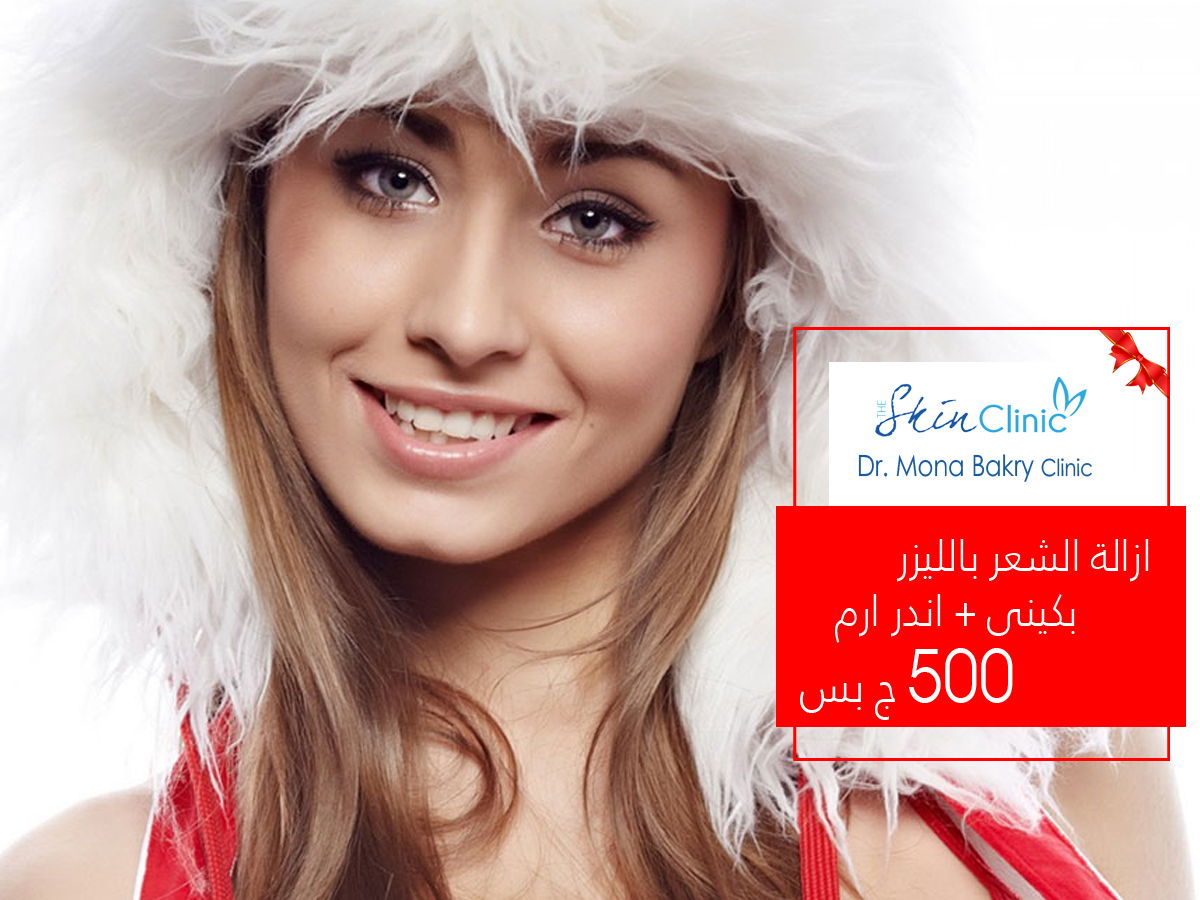 THE Skin Clinic
Dr. Mona Bakry Clinic
ازالة الشعر بالليزر
بكينى + اندر ارم
500 ج بس